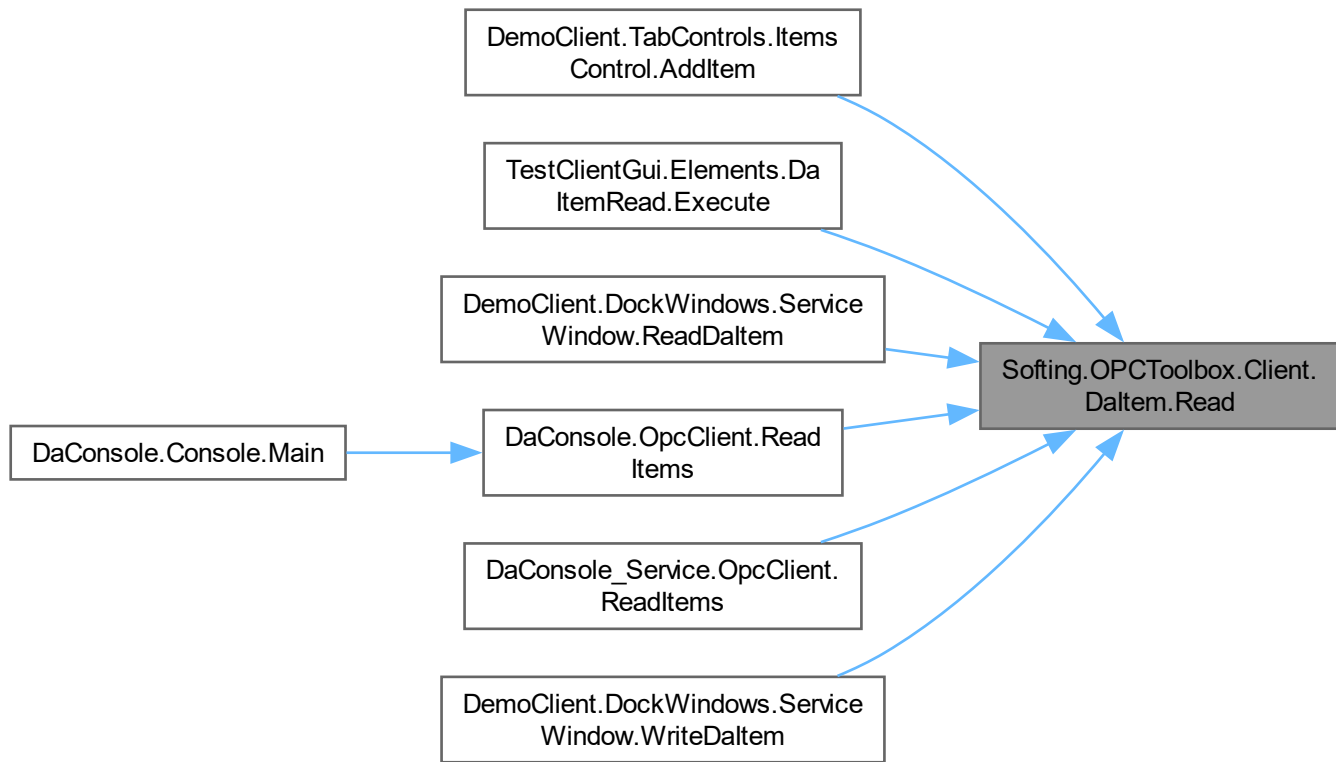 DemoClient.TabControls.Items
Control.AddItem
TestClientGui.Elements.Da
ItemRead.Execute
DemoClient.DockWindows.Service
Window.ReadDaItem
Softing.OPCToolbox.Client.
DaItem.Read
DaConsole.Console.Main
DaConsole.OpcClient.Read
Items
DaConsole_Service.OpcClient.
ReadItems
DemoClient.DockWindows.Service
Window.WriteDaItem